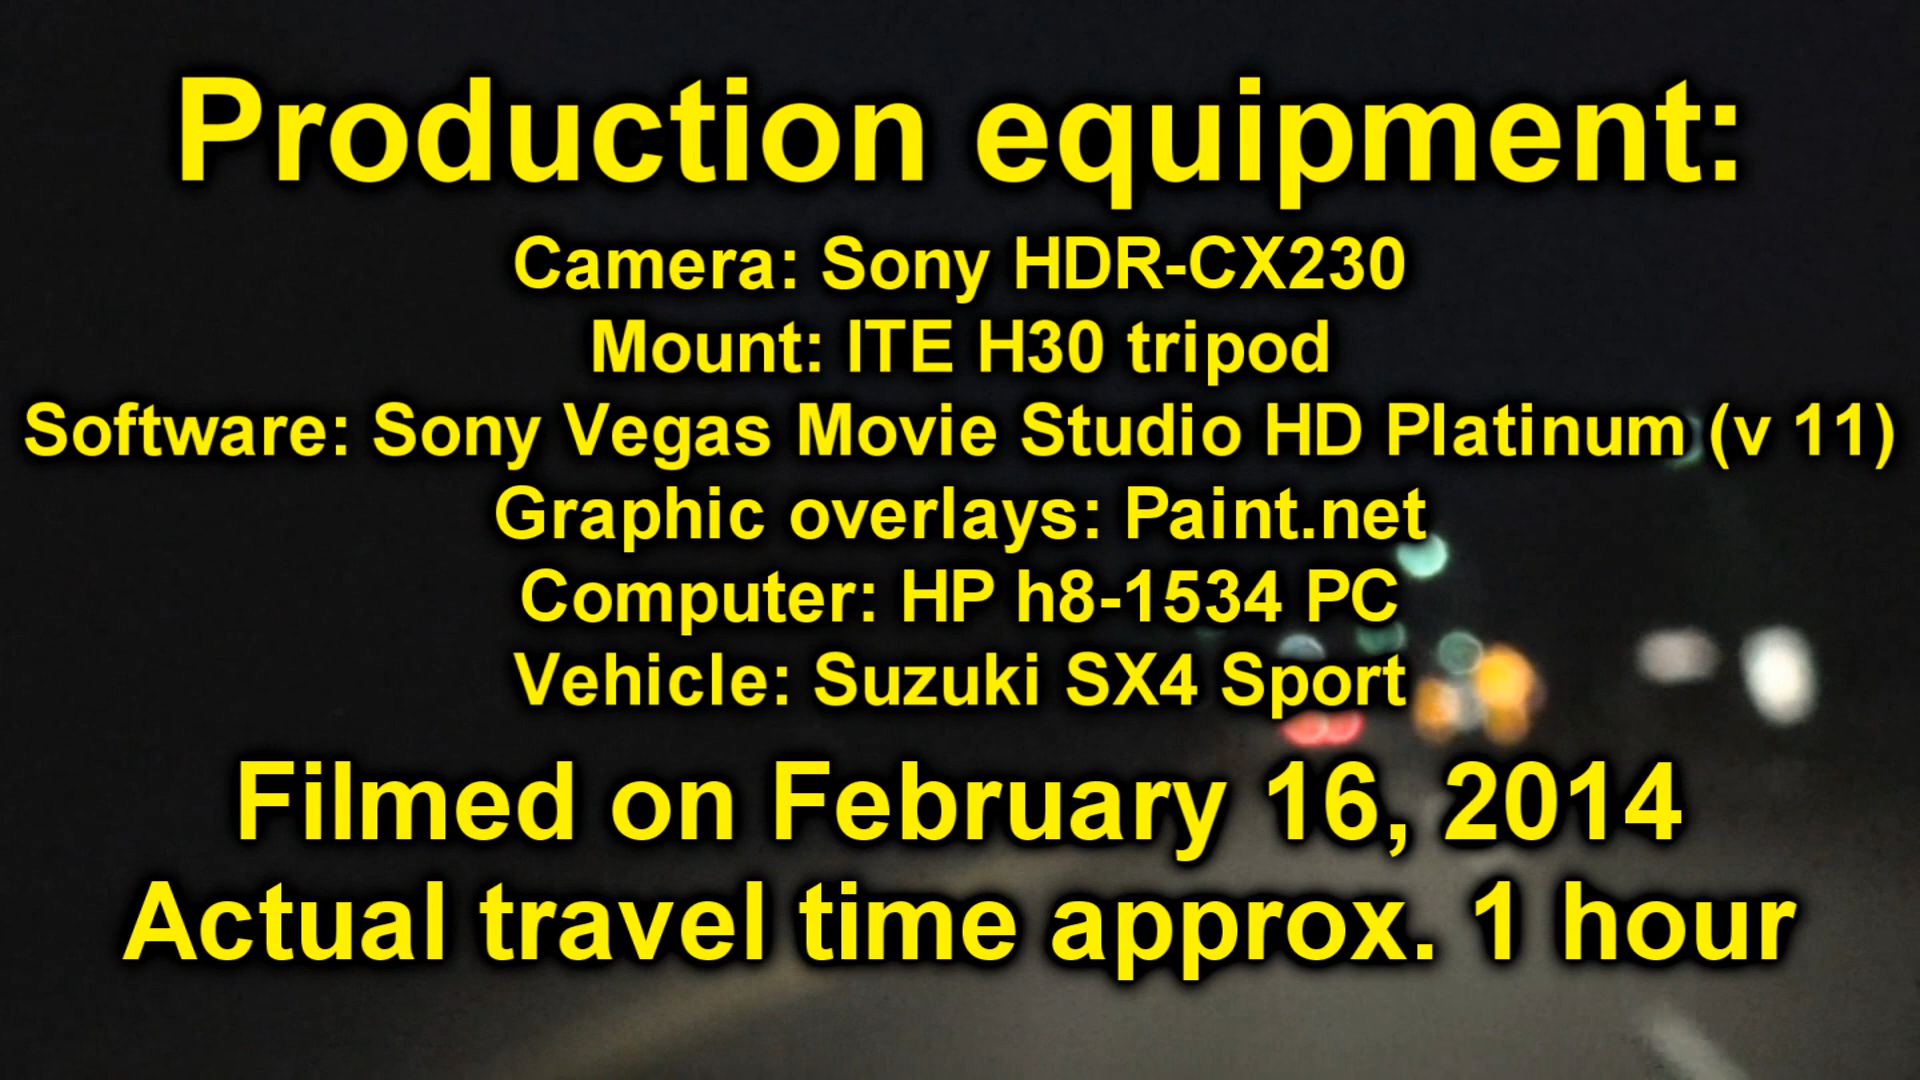 Production equipment:
Camera: Sony HDR-CX230
Mount: ITE H30 tripod
Software: Sony Vegas Movie Studio HD Platinum (v 11)
Graphic overlays: Paint.net
Computer: HP h8-1534 PC
Vehicle: Suzuki SX4 Sport
Filmed on February 16, 2014
Actual travel time approx. 1 hour